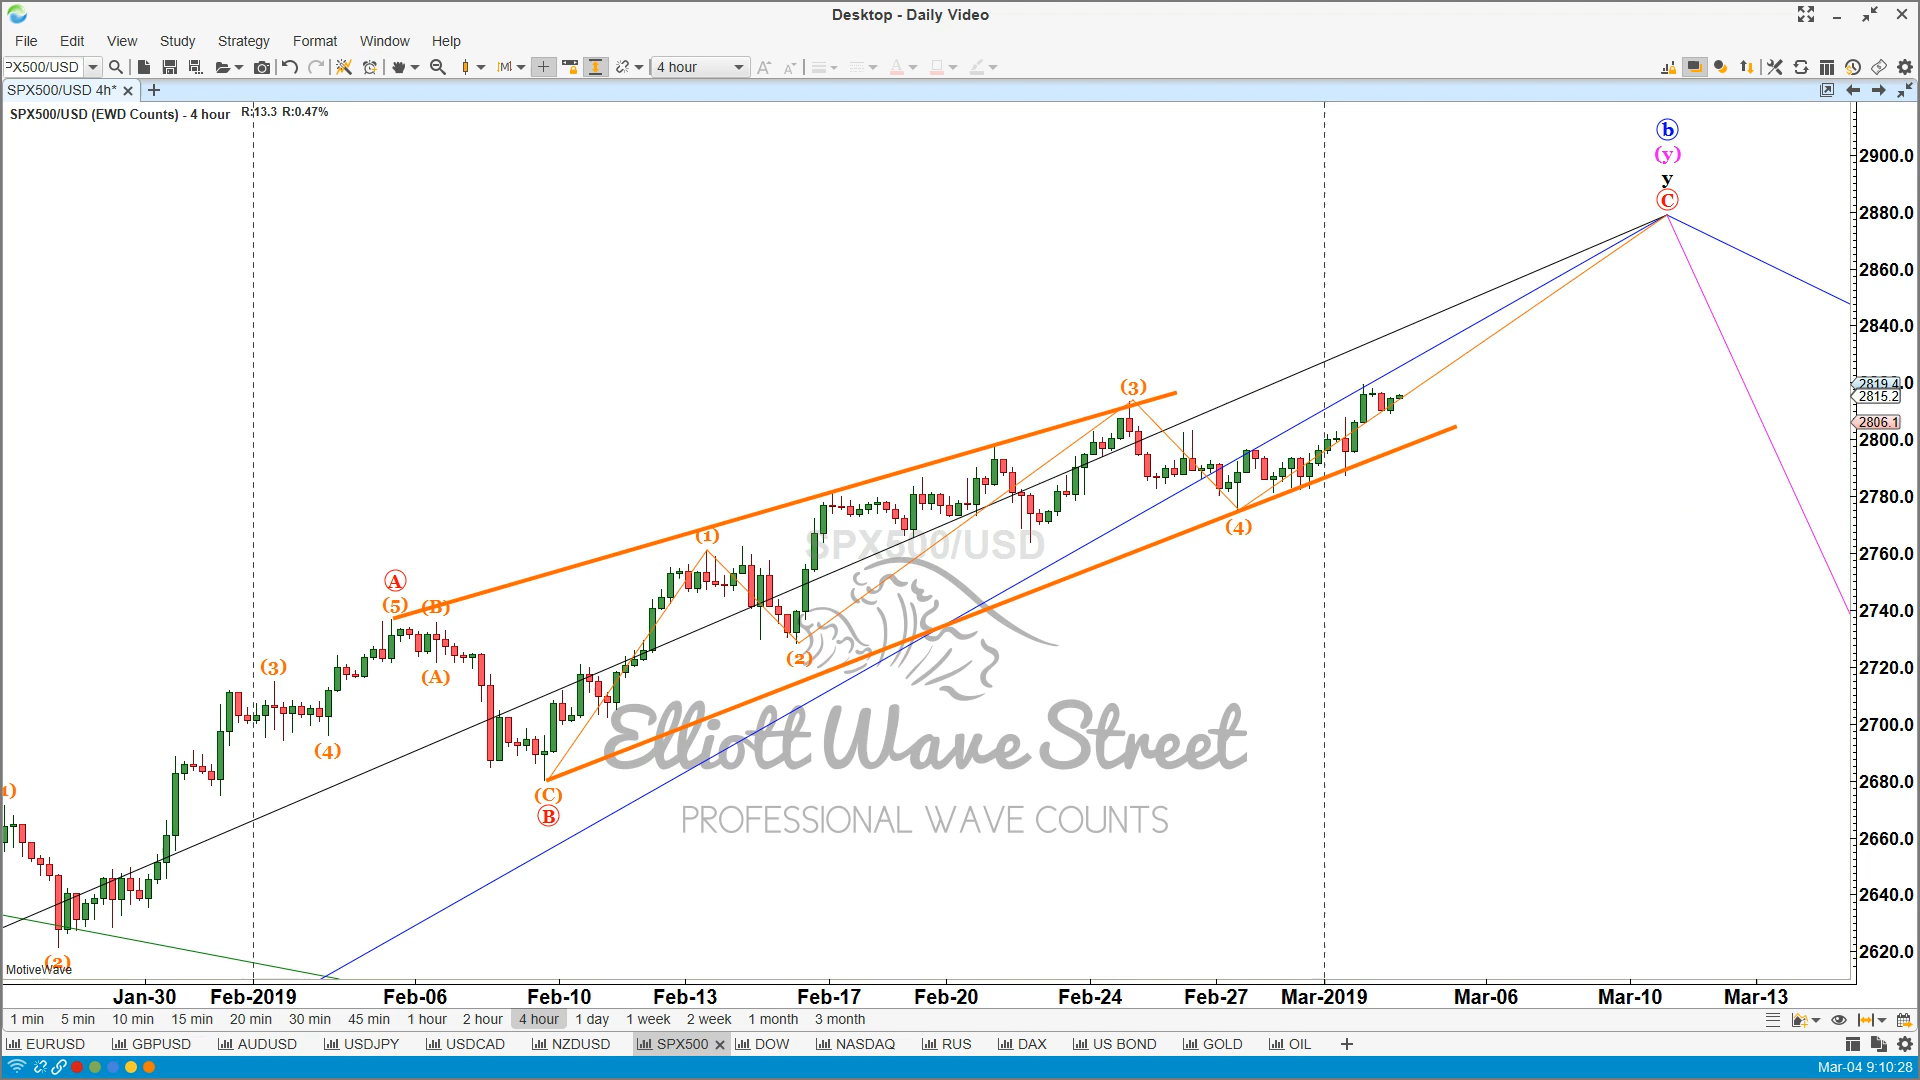 Desktop - Daily Video
File Edit View Study Strategy Format Window Help
PX500/USD 4 hour
SPX500/USD 4h*
SPX500/USD (EWD Counts) - 4 hour R:13.3 R:0.47%
b
(y)
y
C
2900.0
2880.0
2860.0
2840.0
2819.4
2815.2
2806.1
2800.0
2780.0
2760.0
2740.0
2720.0
2700.0
2680.0
2660.0
2640.0
2620.0
(3)
(4)
(1)
SPX500/USD
A
(5) (B)
(2)
(3)
(A)
(4)
(C)
B
Elliott Wave Street
PROFESSIONAL WAVE COUNTS
(2)
MotiveWave
Jan-30 Feb-2019 Feb-06 Feb-10 Feb-13 Feb-17 Feb-20 Feb-24 Feb-27 Mar-2019 Mar-06 Mar-10 Mar-13
1 min 5 min 10 min 15 min 20 min 30 min 45 min 1 hour 2 hour 4 hour 1 day 1 week 2 week 1 month 3 month
EURUSD GBPUSD AUDUSD USDJPY USDCAD NZDUSD SPX500 DOW NASDAQ RUS DAX US BOND GOLD OIL
Mar-04 9:10:28